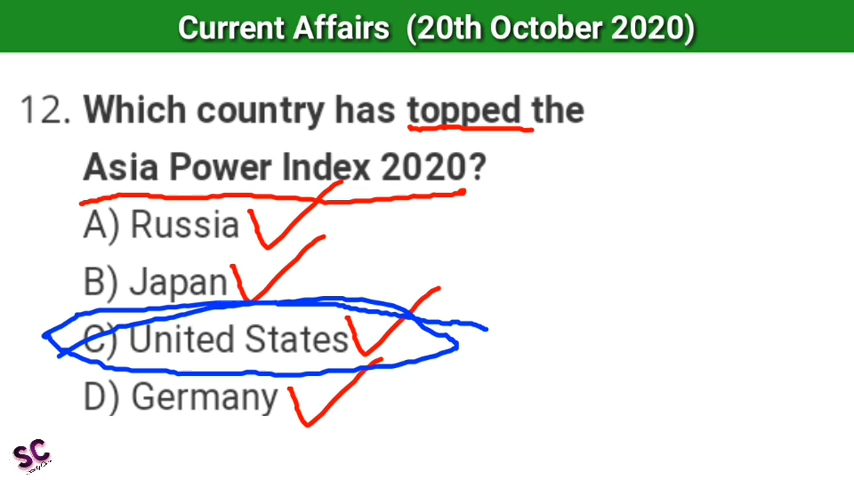 Current Affairs (20th October 2020)
12. Which country has topped the
Asia Power Index 2020?
A) Russia
B) Japan
C) United States
D) Germany
SC